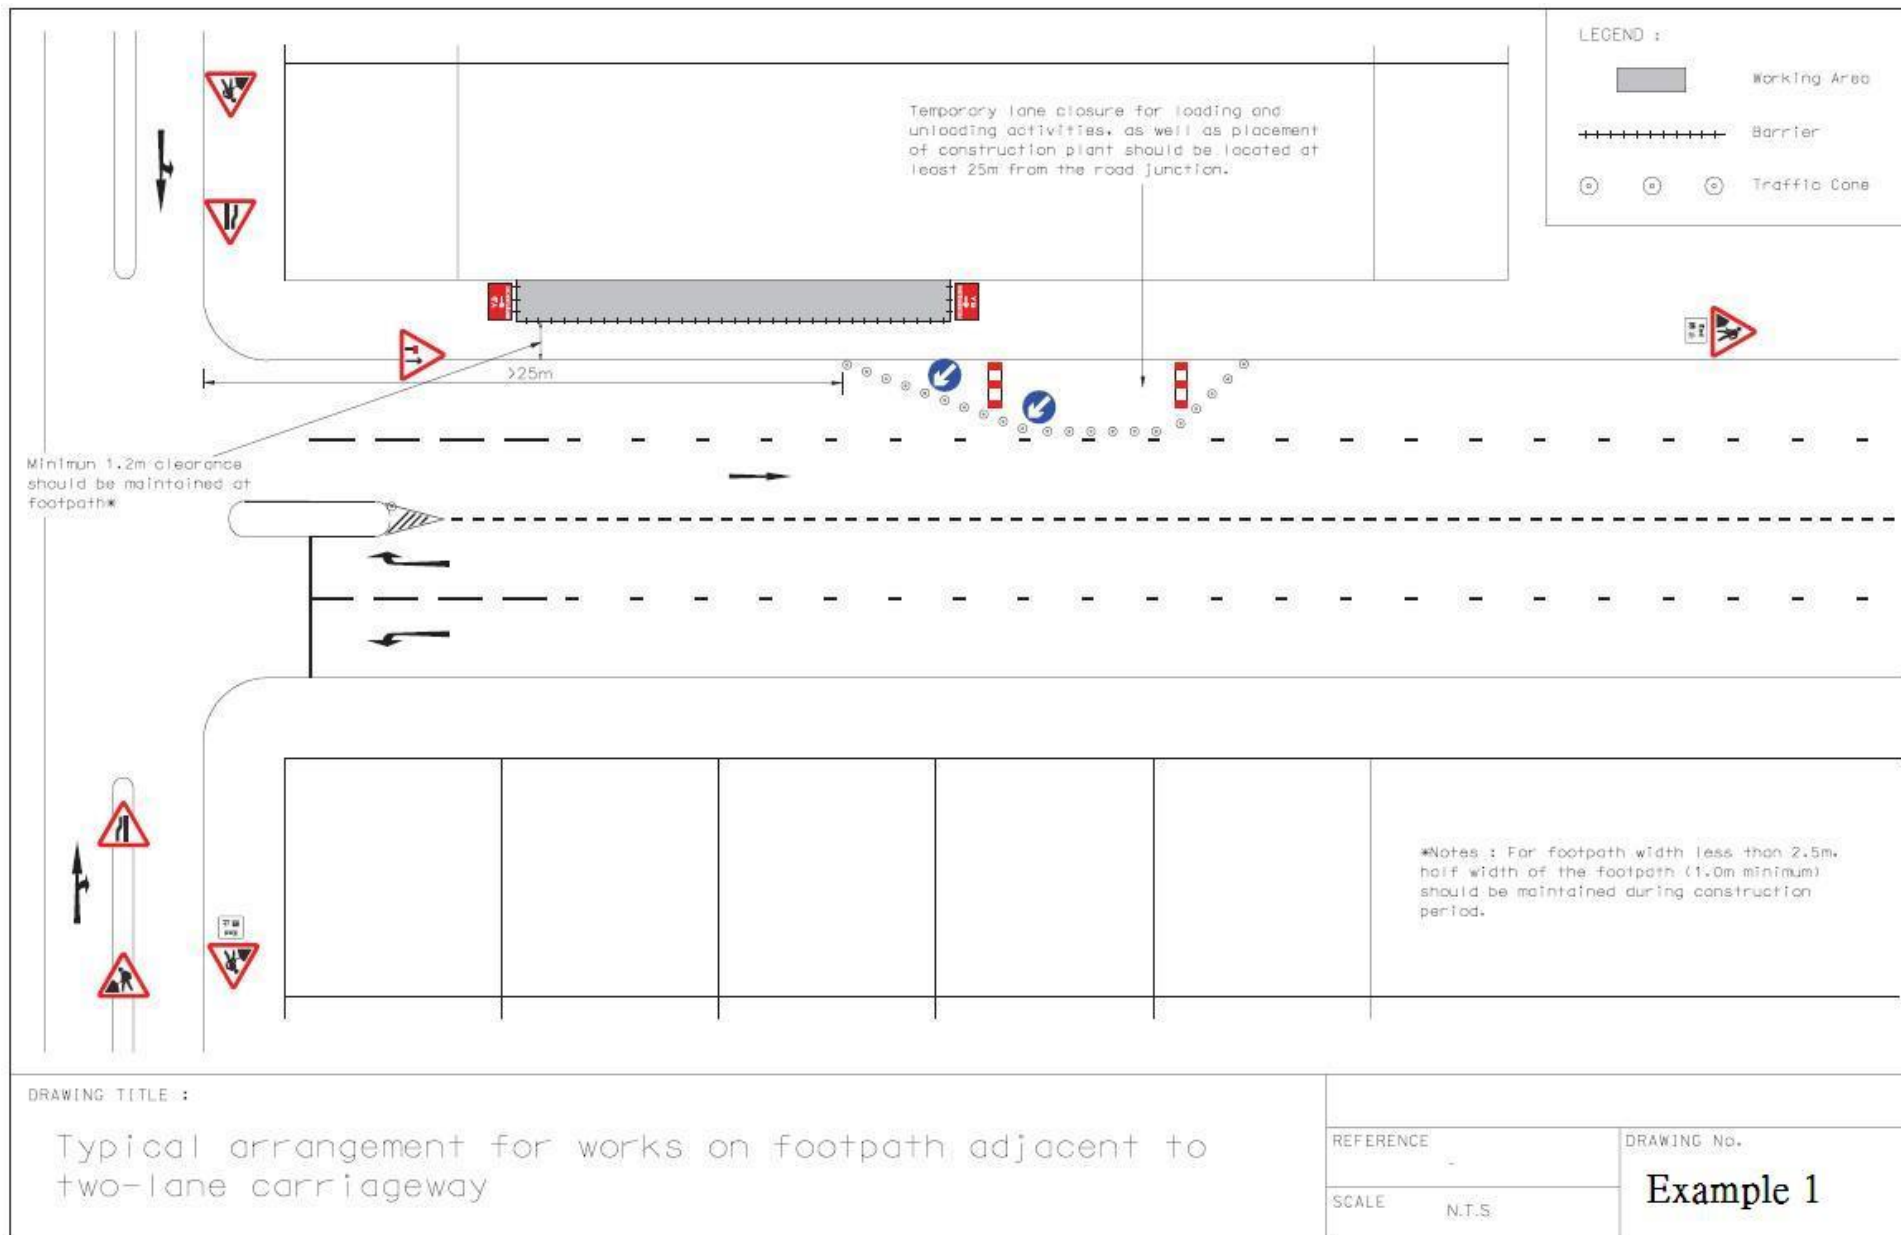 LEGEND :
Working Area
Barrier
Traffic Cone
Temporary lane closure for loading and
unloading activities, as well as placement
of construction plant should be located at
least 25m from the road junction.
>25m
Minimun 1.2m clearance
should be maintained at
footpath*
*Notes : For footpath width less than 2.5m,
half width of the footpath (1.0m minimum)
should be maintained during construction
period.
DRAWING TITLE :
Typical arrangement for works on footpath adjacent to
two-lane carriageway
REFERENCE
-
SCALE
N.T.S
DRAWING No.
Example 1